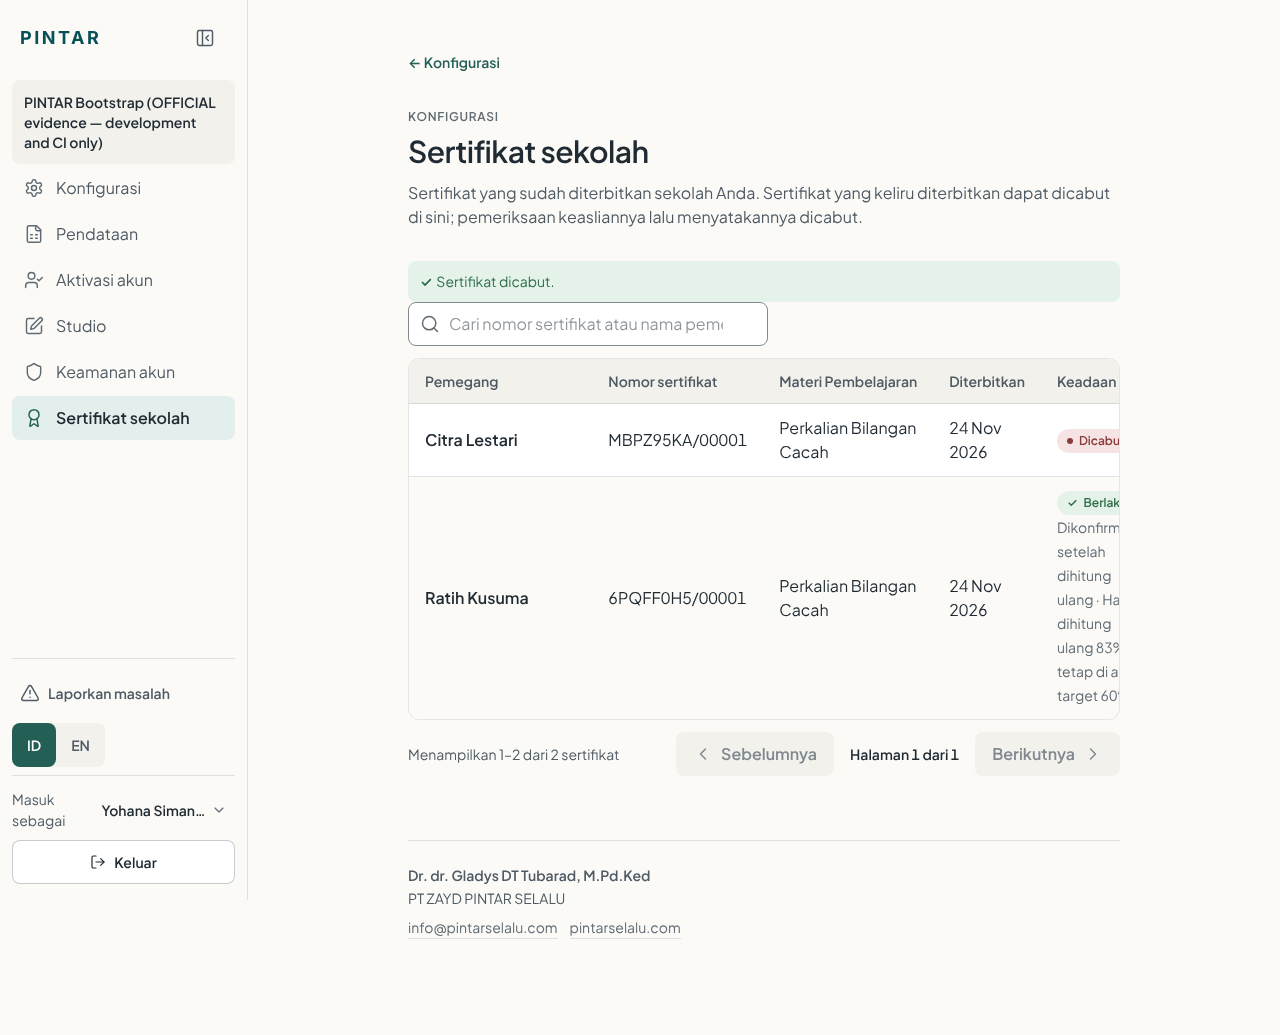 PINTAR
PINTAR Bootstrap (OFFICIAL
evidence — development
and CI only)
Konfigurasi
Pendataan
Aktivasi akun
Studio
Keamanan akun
Sertifikat sekolah
Laporkan masalah
ID EN
Masuk
sebagai
Yohana Siman…
Keluar
← Konfigurasi
KONFIGURASI
Sertifikat sekolah
Sertifikat yang sudah diterbitkan sekolah Anda. Sertifikat yang keliru diterbitkan dapat dicabut
di sini; pemeriksaan keasliannya lalu menyatakannya dicabut.
✓ Sertifikat dicabut.
Cari nomor sertifikat atau nama peme
Pemegang Nomor sertifikat Materi Pembelajaran Diterbitkan Keadaan
Citra Lestari MBPZ95KA/00001 Perkalian Bilangan
Cacah 24 Nov
2026 Dicabu
Ratih Kusuma 6PQFF0H5/00001 Perkalian Bilangan
Cacah 24 Nov
2026 ✓ Berlak
Dikonfirm
setelah
dihitung
ulang · Ha
dihitung
ulang 83%
tetap di a
target 60%
Menampilkan 1–2 dari 2 sertifikat
Sebelumnya
Halaman 1 dari 1
Berikutnya
Dr. dr. Gladys DT Tubarad, M.Pd.Ked
PT ZAYD PINTAR SELALU
info@pintarselalu.com pintarselalu.com